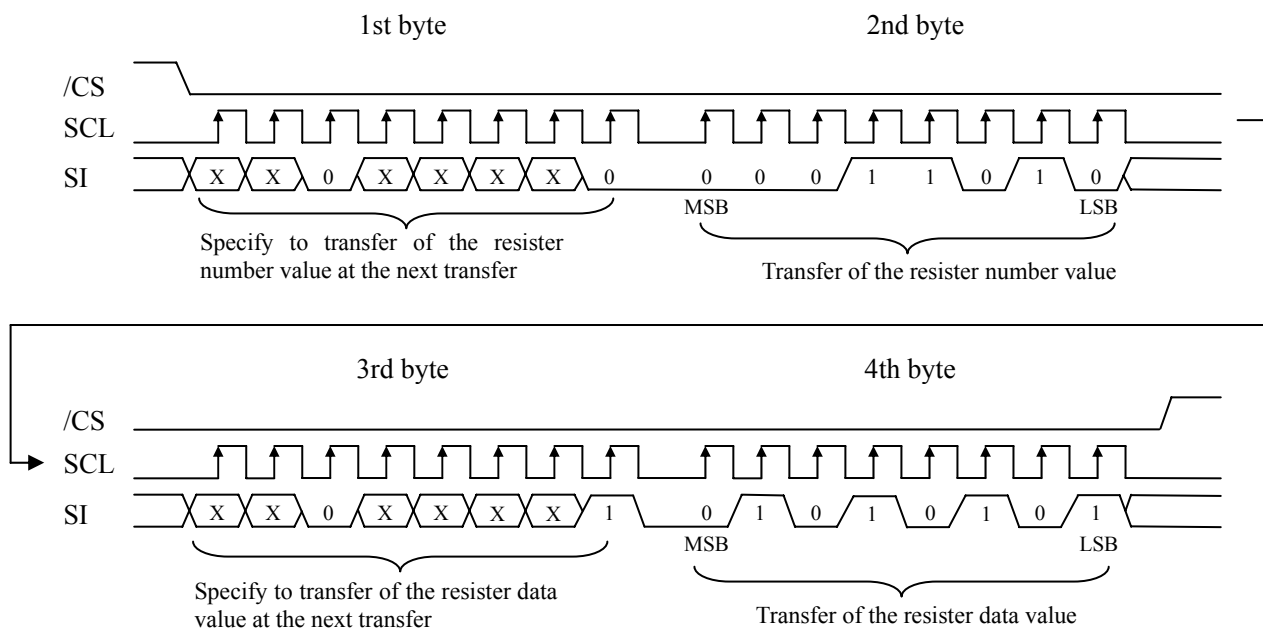 1st byte 2nd byte
/CS
SCL
SI X X 0 X X X X 0 0 0 0 1 1 0 1 0
MSB LSB
Specify to transfer of the resister
number value at the next transfer
Transfer of the resister number value
3rd byte 4th byte
/CS
SCL
SI X X 0 X X X X 1 0 1 0 1 0 1 0 1
MSB LSB
Specify to transfer of the resister data
value at the next transfer
Transfer of the resister data value